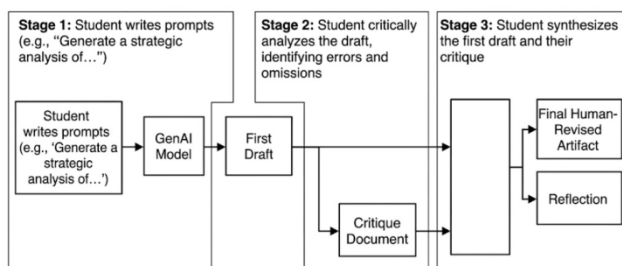 Stage 1: Student writes prompts
(e.g., “Generate a strategic
analysis of…”)
Stage 2: Student critically
analyzes the draft,
identifying errors and
omissions
Stage 3: Student synthesizes
the first draft and their
critique
Student
writes prompts
(e.g., ‘Generate a
strategic
analysis of…’)
GenAI
Model
First
Draft
Critique
Document
Final Human-
Revised
Artifact
Reflection